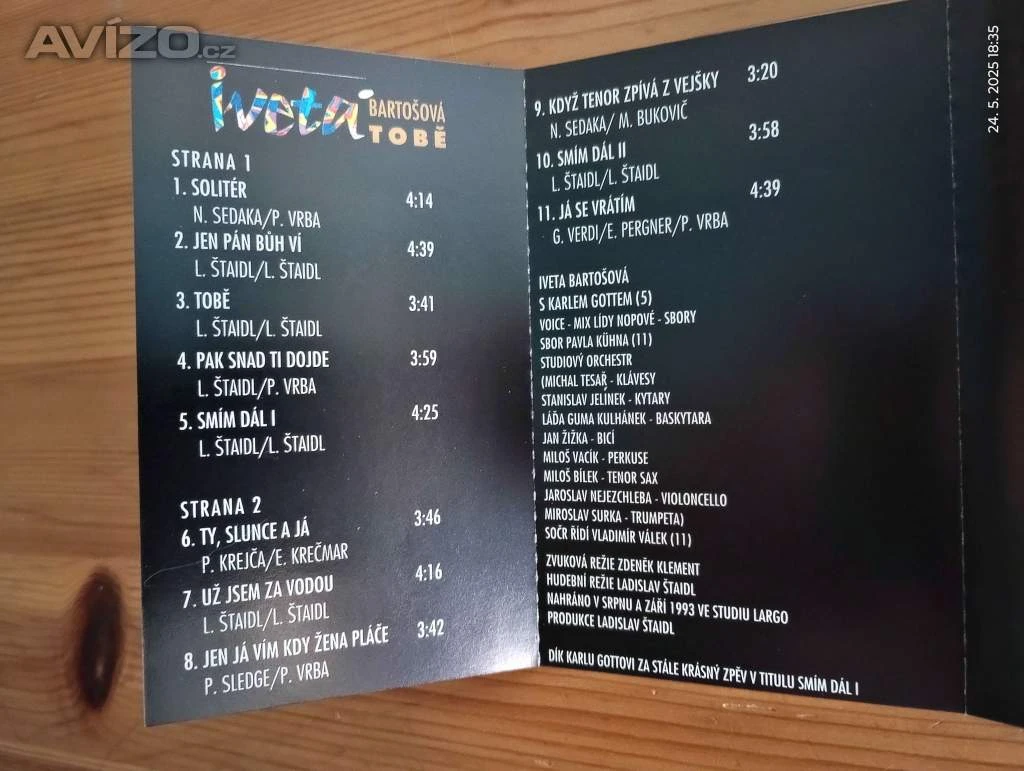 AVÍZO.cz
24. 5. 2025 18:35
iveta BARTOŠOVÁ
TOBĚ
STRANA 1
1. SOLITÉR 4:14
N. SEDAKA/P. VRBA
2. JEN PÁN BŮH VÍ 4:39
L. ŠTAIDL/L. ŠTAIDL
3. TOBĚ 3:41
L. ŠTAIDL/L. ŠTAIDL
4. PAK SNAD TI DOJDE 3:59
L. ŠTAIDL/P. VRBA
5. SMÍM DÁL I 4:25
L. ŠTAIDL/L. ŠTAIDL
STRANA 2
6. TY, SLUNCE A JÁ 3:46
P. KREJČA/E. KREČMAR
7. UŽ JSEM ZA VODOU 4:16
L. ŠTAIDL/L. ŠTAIDL
8. JEN JÁ VÍM KDY ŽENA PLÁČE 3:42
P. SLEDGE/P. VRBA
9. KDYŽ TENOR ZPÍVÁ Z VEJŠKY 3:20
N. SEDAKA/ M. BUKOVIČ
10. SMÍM DÁL II 3:58
L. ŠTAIDL/L. ŠTAIDL
11. JÁ SE VRÁTÍM 4:39
G. VERDI/E. PERGNER/P. VRBA
IVETA BARTOŠOVÁ
S KARLEM GOTTEM (5)
VOICE - MIX LÍDY NOPOVÉ - SBORY
SBOR PAVLA KÜHNA (11)
STUDIOVÝ ORCHESTR
(MICHAL TESAŘ - KLÁVESY
STANISLAV JELÍNEK - KYTARY
LÁĎA GUMA KULHÁNEK - BASKYTARA
JAN ŽIŽKA - BICÍ
MILOŠ VACÍK - PERKUSE
MILOŠ BÍLEK - TENOR SAX
JAROSLAV NEJEZCHLEBA - VIOLONCELLO
MIROSLAV SURKA - TRUMPETA)
SOČR ŘÍDÍ VLADIMÍR VÁLEK (11)
ZVUKOVÁ REŽIE ZDENĚK KLEMENT
HUDEBNÍ REŽIE LADISLAV ŠTAIDL
NAHRÁNO V SRPNU A ZÁŘÍ 1993 VE STUDIU LARGO
PRODUKCE LADISLAV ŠTAIDL
DÍK KARLU GOTTOVI ZA STÁLE KRÁSNÝ ZPĚV V TITULU SMÍM DÁL I